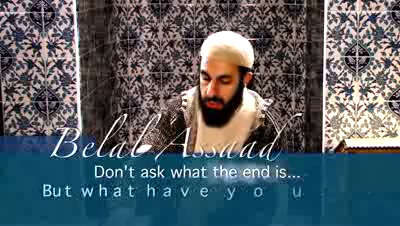 Belal Assaad
Don't ask what the end is...
But what have you